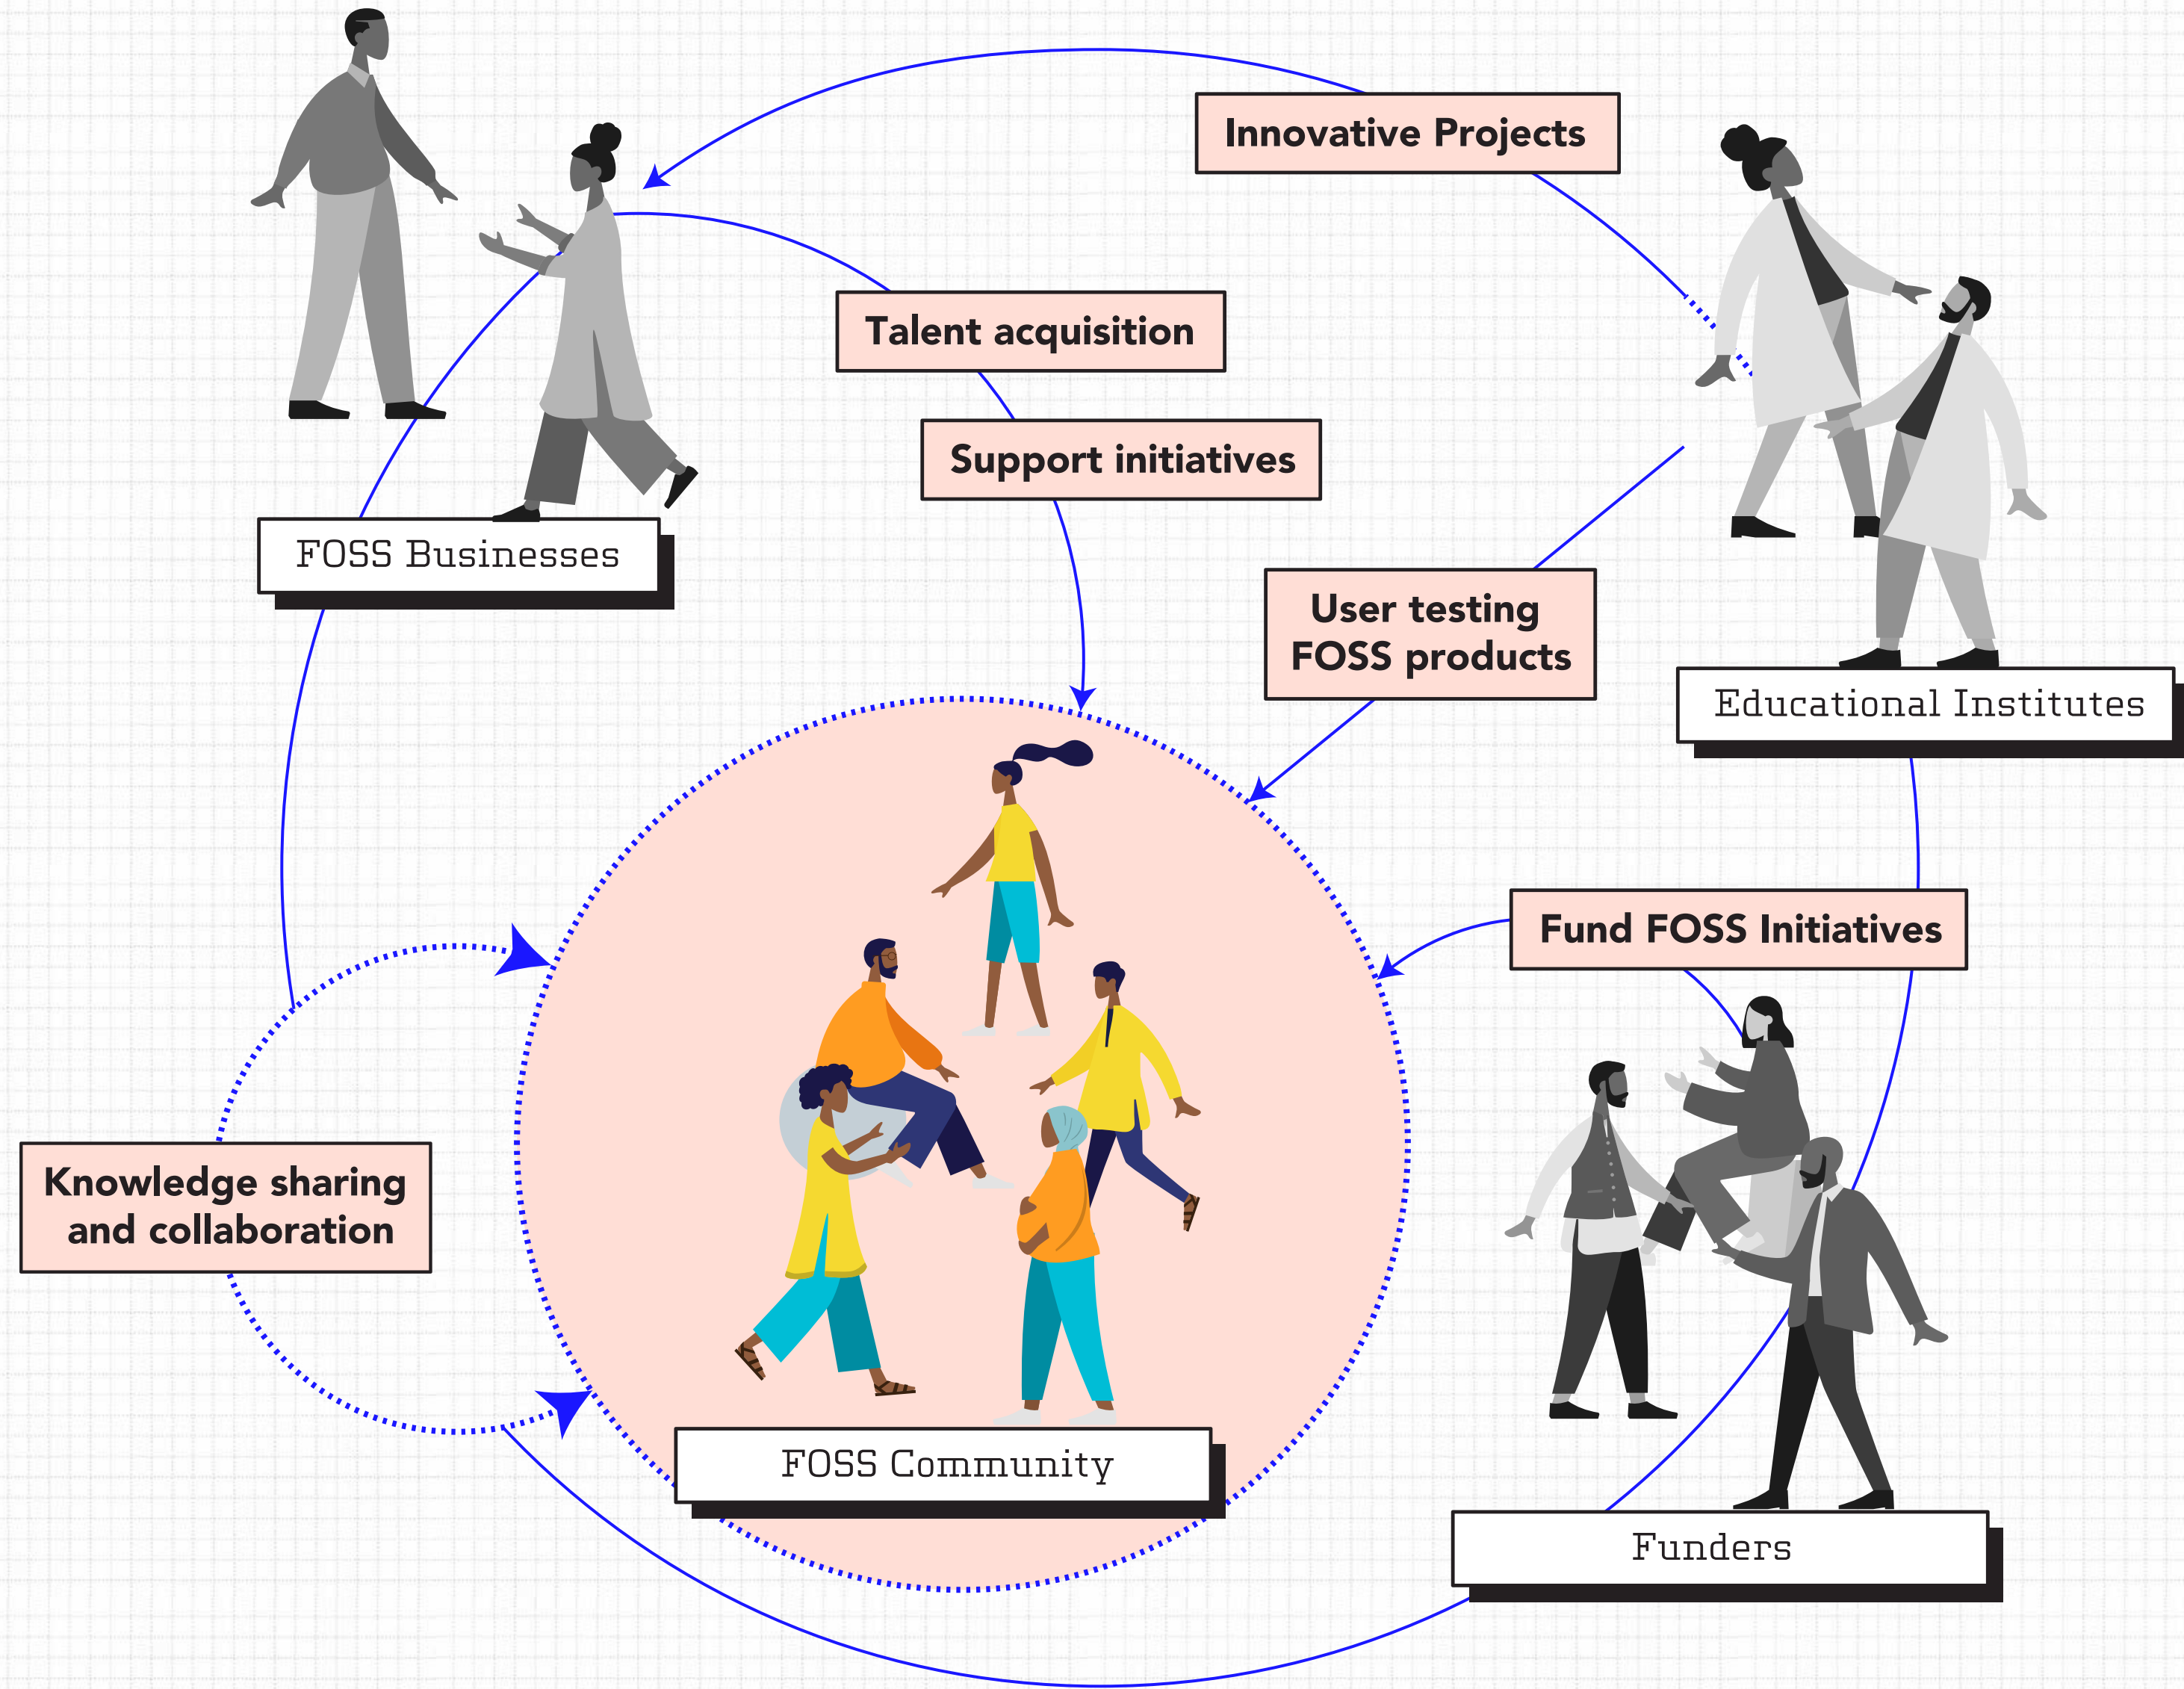 Innovative Projects
Talent acquisition
Support initiatives
FOSS Businesses
User testing
FOSS products
Educational Institutes
Fund FOSS Initiatives
Knowledge sharing
and collaboration
FOSS Community
Funders